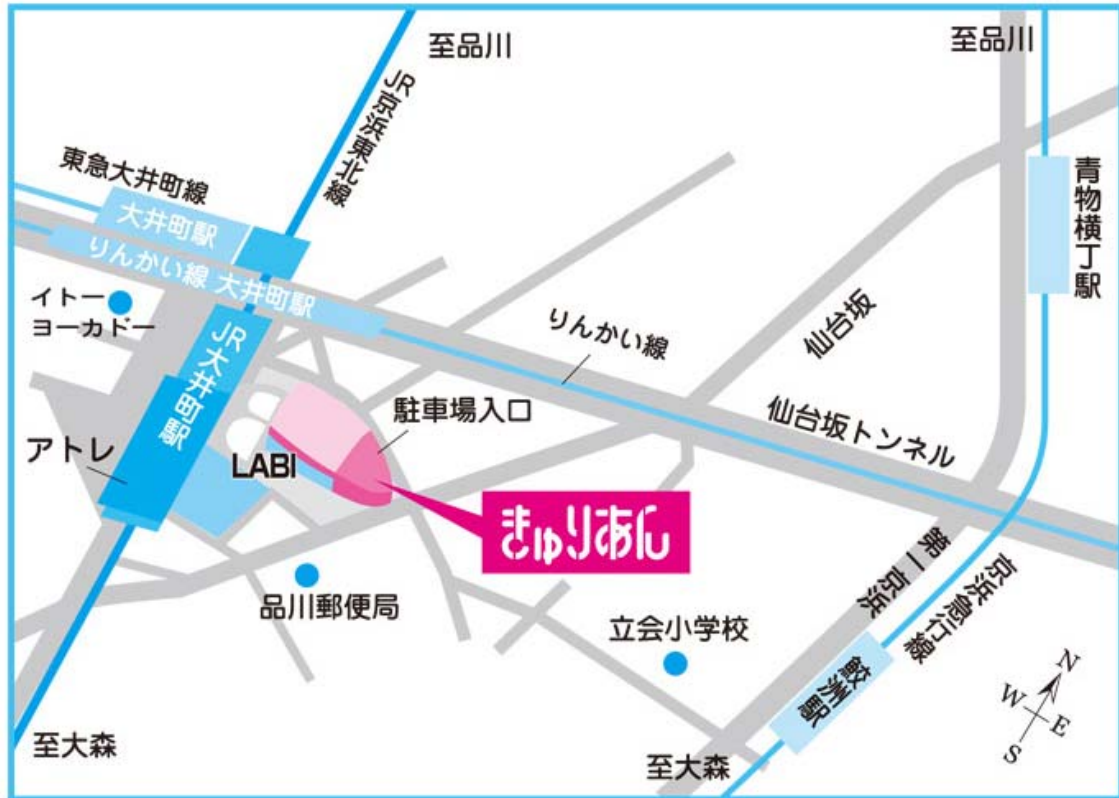 至品川
至品川
JR京浜東北線
東急大井町線
大井町駅
りんかい線 大井町駅
青物横丁駅
イトー
ヨーカドー
JR大井町駅
りんかい線
仙台坂
駐車場入口
仙台坂トンネル
アトレ
LABI
きゅりあん
第一京浜
京浜急行線
品川郵便局
立会小学校
鮫洲駅
N
W
E
S
至大森
至大森